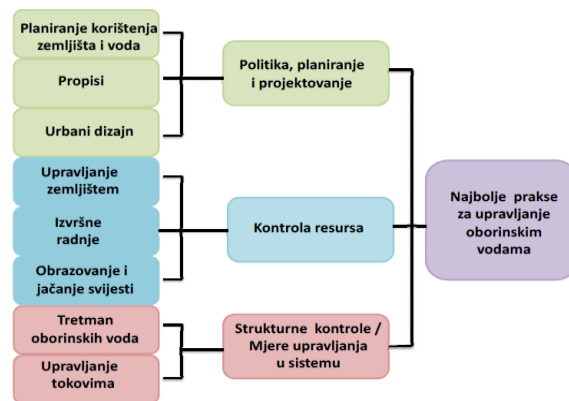 Planiranje korištenja
zemljišta i voda
Propisi
Urbani dizajn
Upravljanje
zemljištem
Izvršne
radnje
Obrazovanje i
jačanje svijesti
Tretman
oborinskih voda
Upravljanje
tokovima
Politika, planiranje
i projektovanje
Kontrola resursa
Strukturne kontrole /
Mjere upravljanja
u sistemu
Najbolje prakse
za upravljanje
oborinskim
vodama